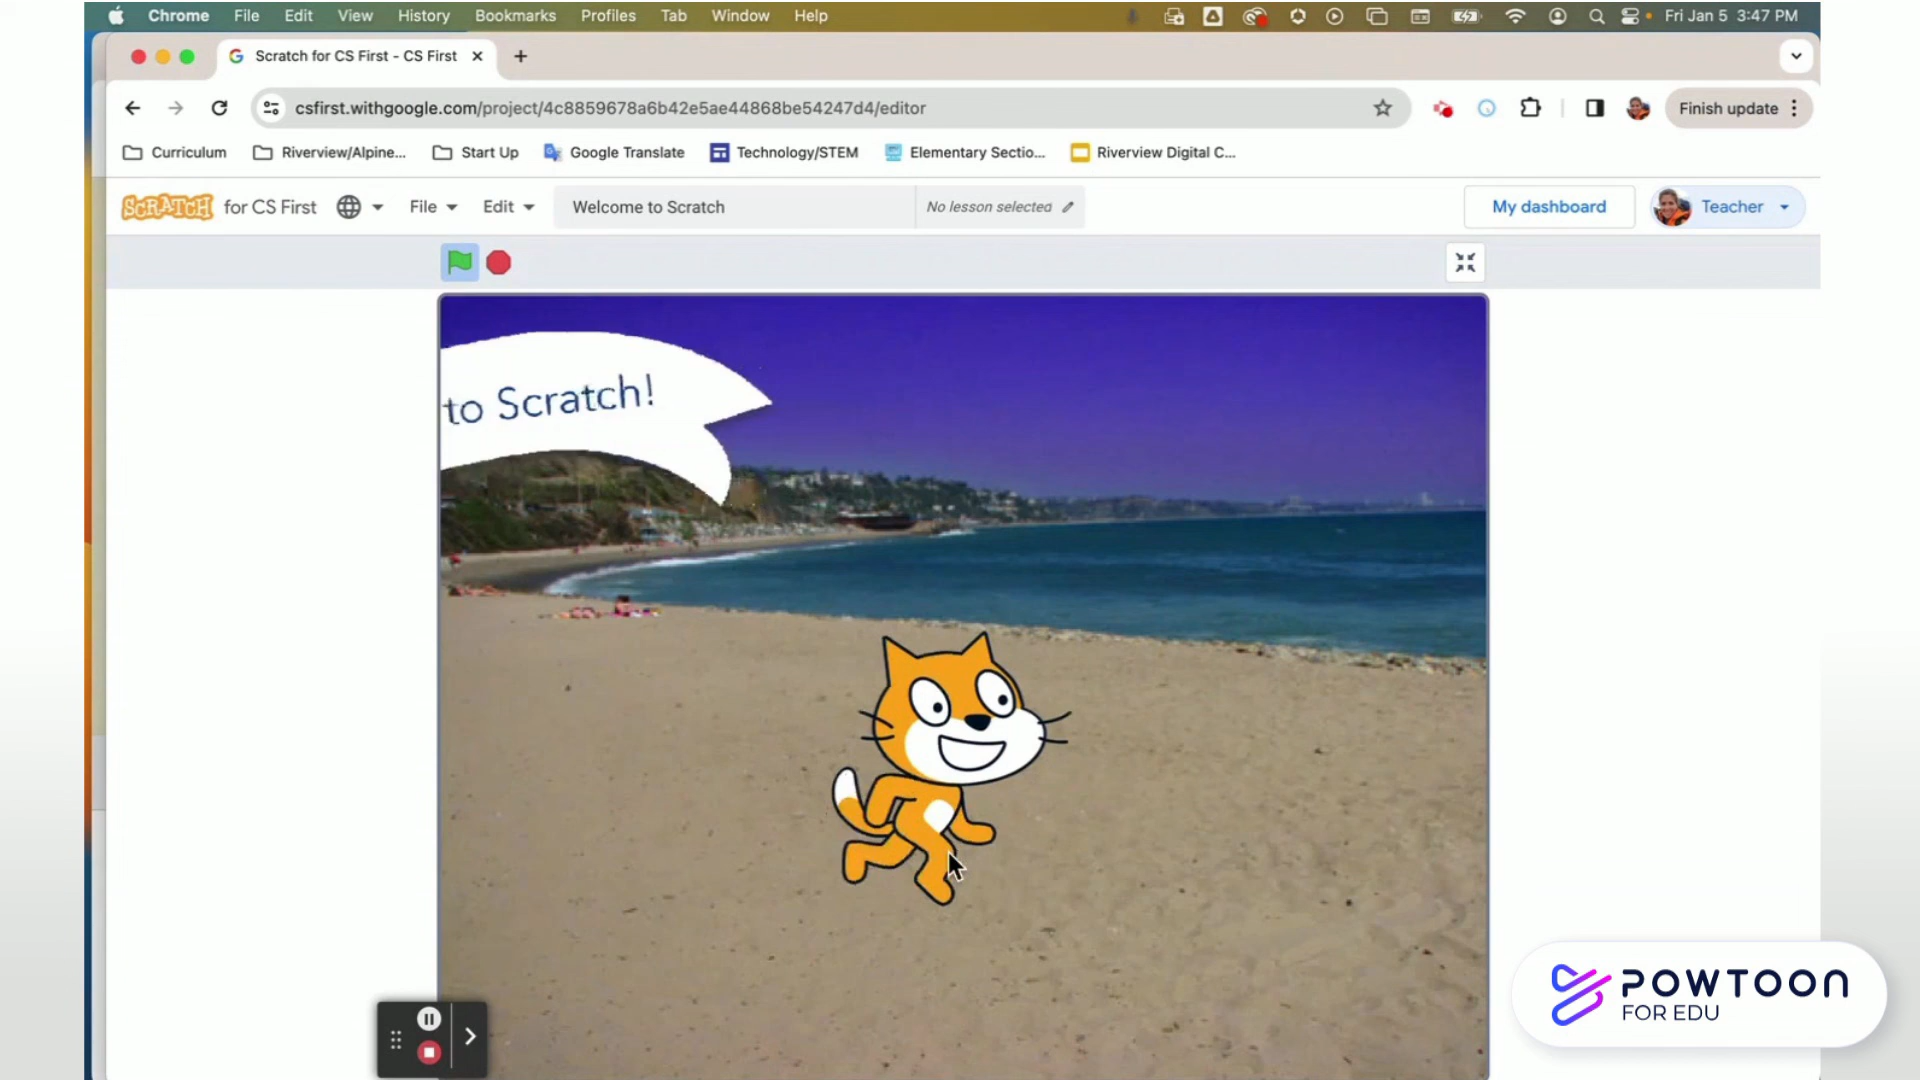 Chrome File Edit View History Bookmarks Profiles Tab Window Help Fri Jan 5 3:47 PM
Scratch for CS First - CS First
csfirst.withgoogle.com/project/4c8859678a6b42e5ae44868be54247d4/editor Finish update
Curriculum Riverview/Alpine... Start Up Google Translate Technology/STEM Elementary Sectio... Riverview Digital C...
SCRATCH for CS First File Edit Welcome to Scratch No lesson selected My dashboard Teacher
to Scratch!
POWTOON
FOR EDU